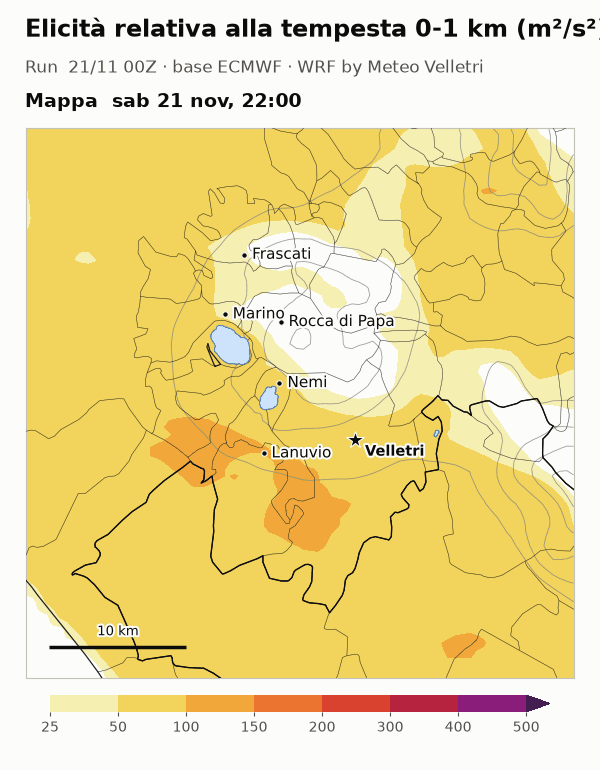 Elicità relativa alla tempesta 0-1 km (m²/s²)
Run  21/11 00Z · base ECMWF · WRF by Meteo Velletri
Mappa  sab 21 nov, 22:00
Frascati
Marino
Rocca di Papa
Nemi
Velletri
Lanuvio
10 km
25 50 100 150 200 300 400 500